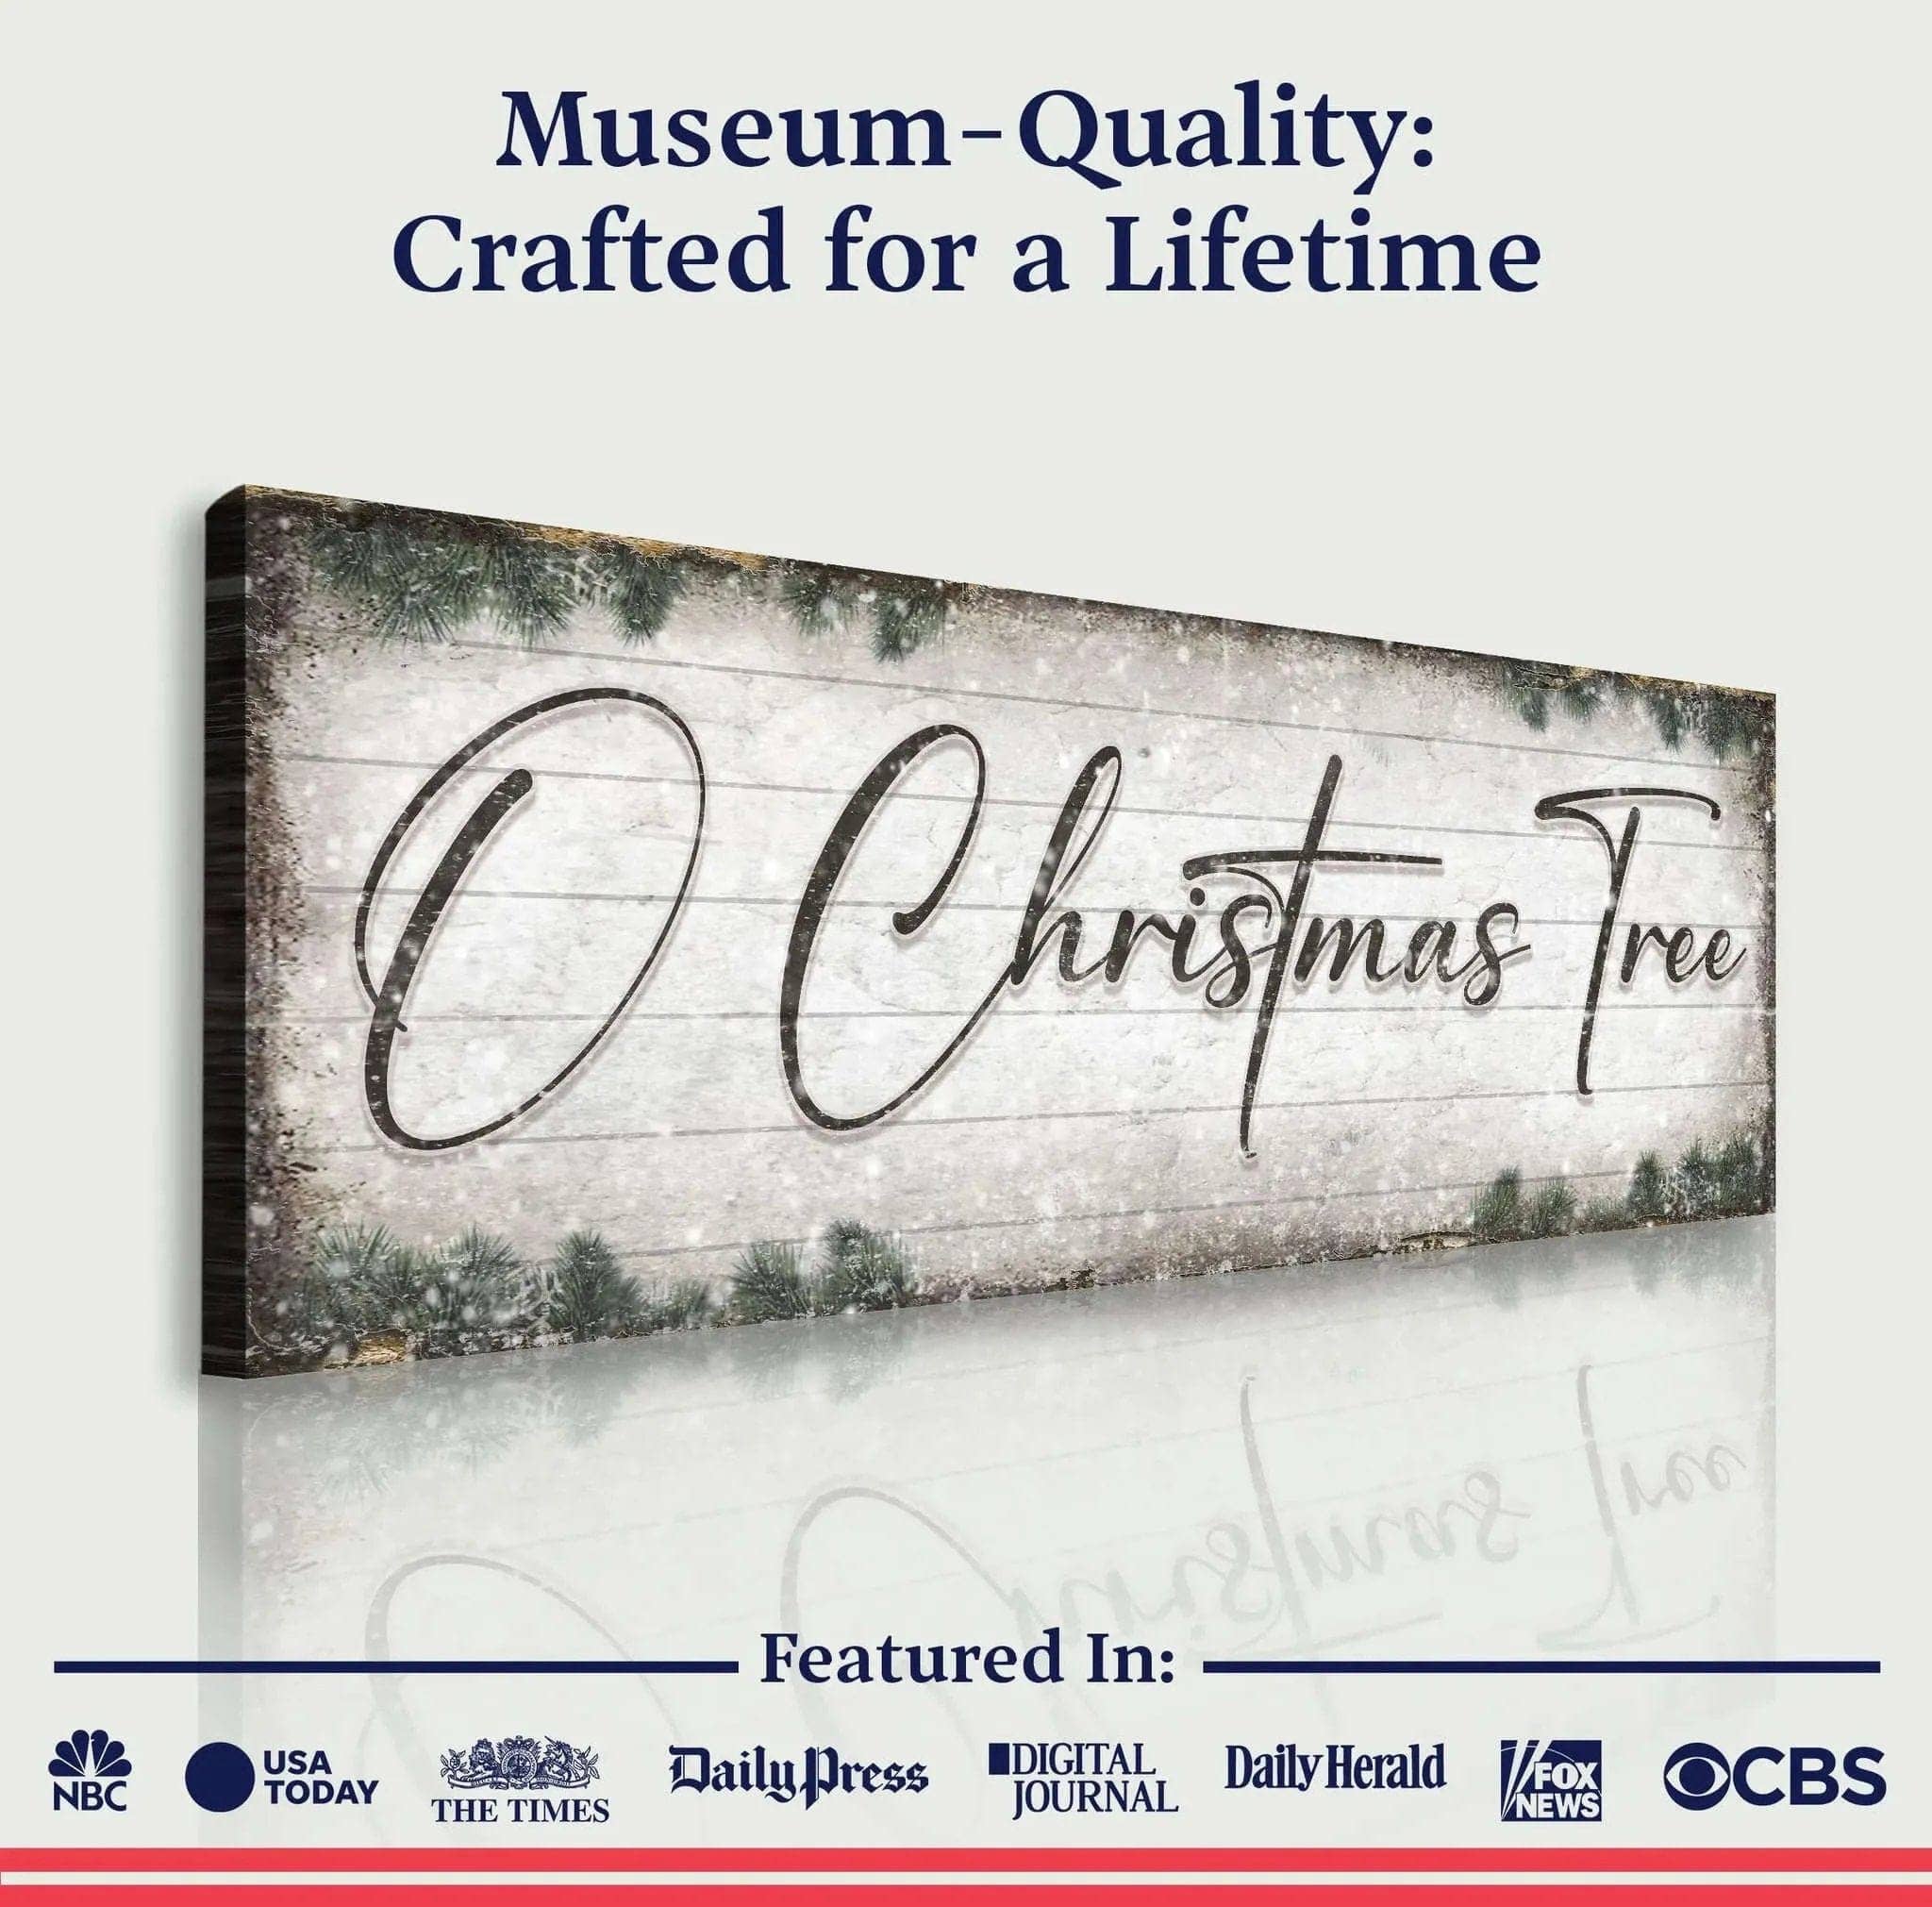 Museum-Quality:
Crafted for a Lifetime
O Christmas Tree
Featured In:
NBC
USA
TODAY
THE TIMES
Daily Press
DIGITAL
JOURNAL
Daily Herald
FOX
NEWS
CBS